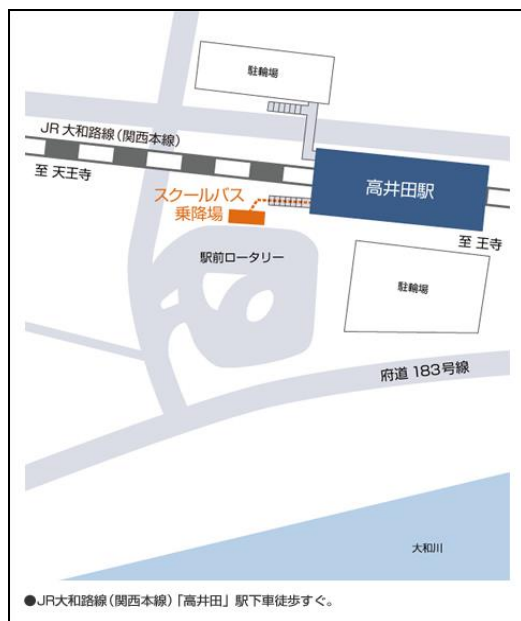 駐輪場
JR 大和路線(関西本線)
至 天王寺
高井田駅
スクールバス
乗降場
至 王寺
駅前ロータリー
駐輪場
府道 183号線
大和川
●JR大和路線(関西本線)「高井田」駅下車徒歩すぐ。